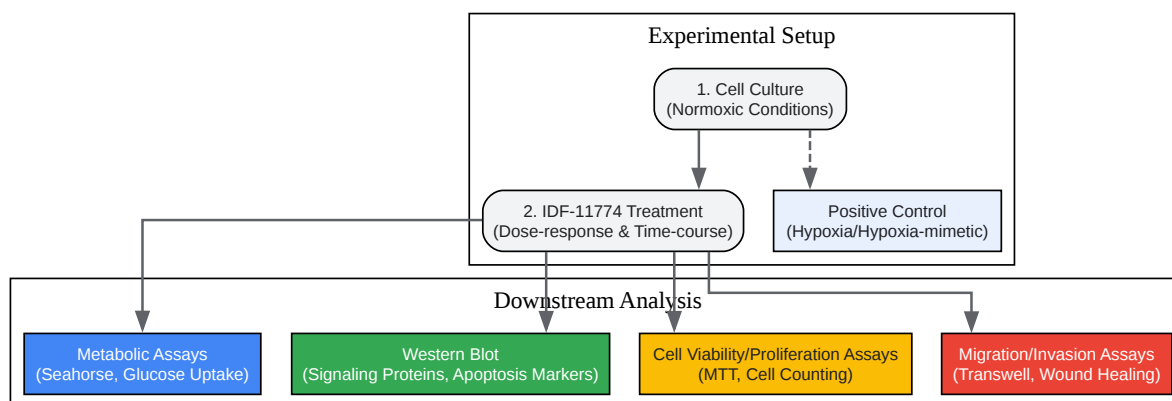 Experimental Setup
1. Cell Culture
(Normoxic Conditions)
2. IDF-11774 Treatment
(Dose-response & Time-course)
Positive Control
(Hypoxia/Hypoxia-mimetic)
Downstream Analysis
Metabolic Assays
(Seahorse, Glucose Uptake)
Western Blot
(Signaling Proteins, Apoptosis Markers)
Cell Viability/Proliferation Assays
(MTT, Cell Counting)
Migration/Invasion Assays
(Transwell, Wound Healing)